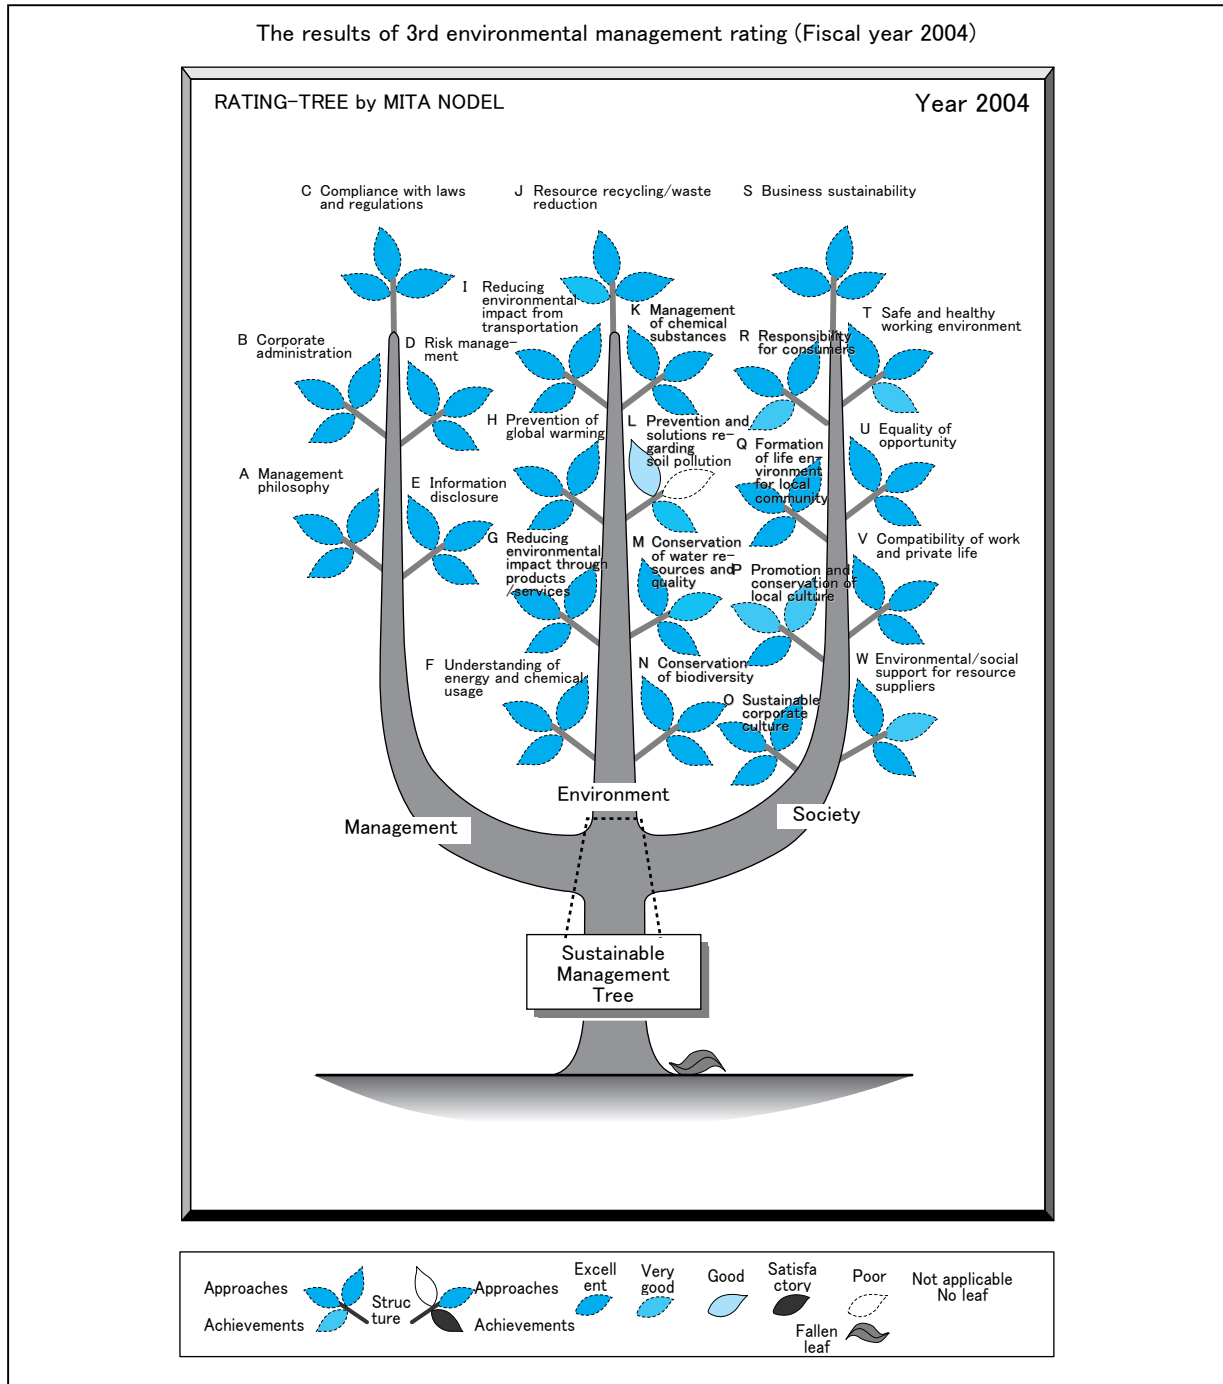 The results of 3rd environmental management rating (Fiscal year 2004)
RATING-TREE by MITA NODEL
Year 2004
C Compliance with laws
and regulations
J Resource recycling/waste
reduction
S Business sustainability
I Reducing
environmental
impact from
transportation
K Management
of chemical
substances
T Safe and healthy
working environment
B Corporate
administration
D Risk manage-
ment
R Responsibility
for consumers
H Prevention of
global warming
L Prevention and
solutions re-
garding
soil pollution
Q Formation
of life en-
vironment
for local
community
U Equality of
opportunity
A Management
philosophy
E Information
disclosure
G Reducing
environmental
impact through
products
/services
M Conservation
of water re-
sources and
quality
P Promotion and
conservation of
local culture
V Compatibility of work
and private life
F Understanding of
energy and chemical
usage
N Conservation
of biodiversity
O Sustainable
corporate
culture
W Environmental/social
support for resource
suppliers
Environment
Management
Society
Sustainable
Management
Tree
Approaches
Achievements
Struc
ture
Approaches
Achievements
Excell
ent
Very
good
Good
Satisfa
ctory
Poor
Not applicable
No leaf
Fallen
leaf